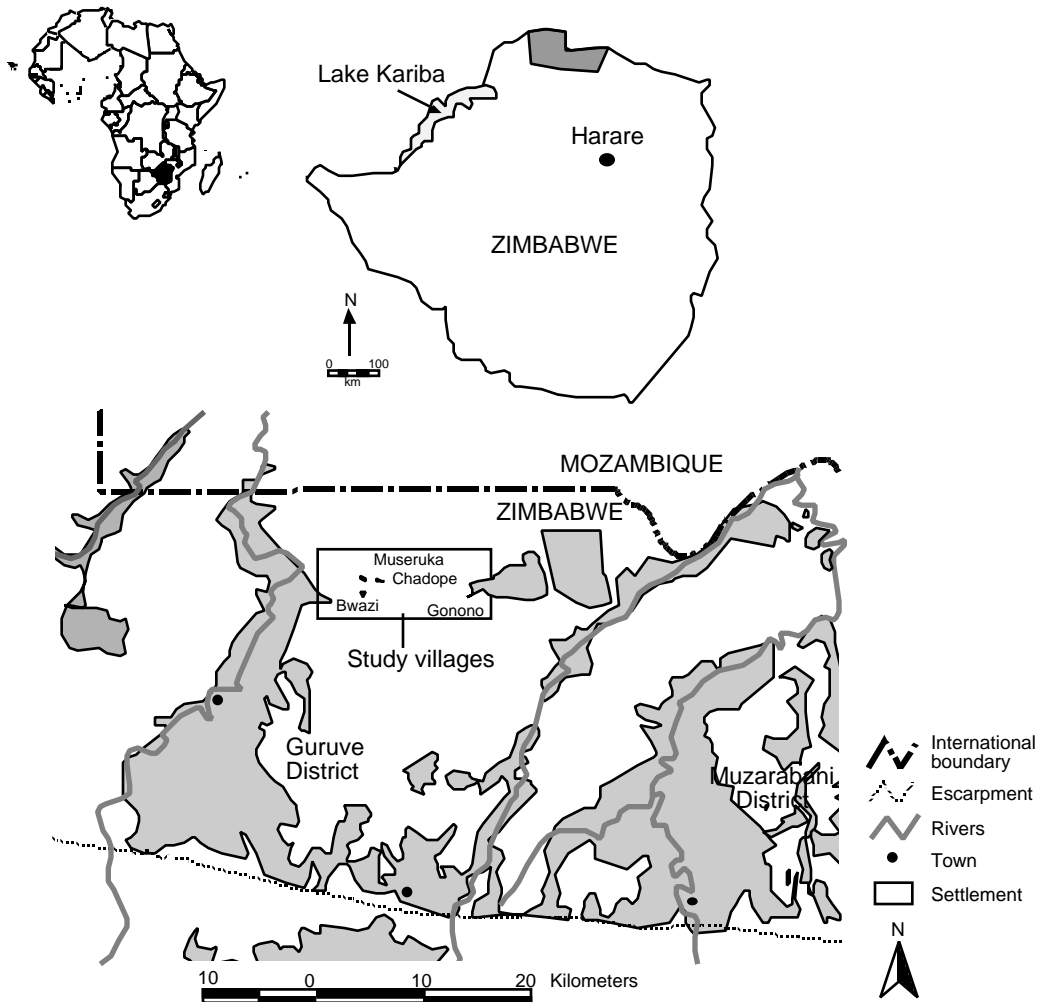 Lake Kariba
Harare
ZIMBABWE
N
0 100
km
MOZAMBIQUE
ZIMBABWE
Museruka
Chadope
Bwazi
Gonono
Study villages
Guruve
District
Muzarabani
District
International
boundary
Escarpment
Rivers
Town
Settlement
N
10 0 10 20 Kilometers